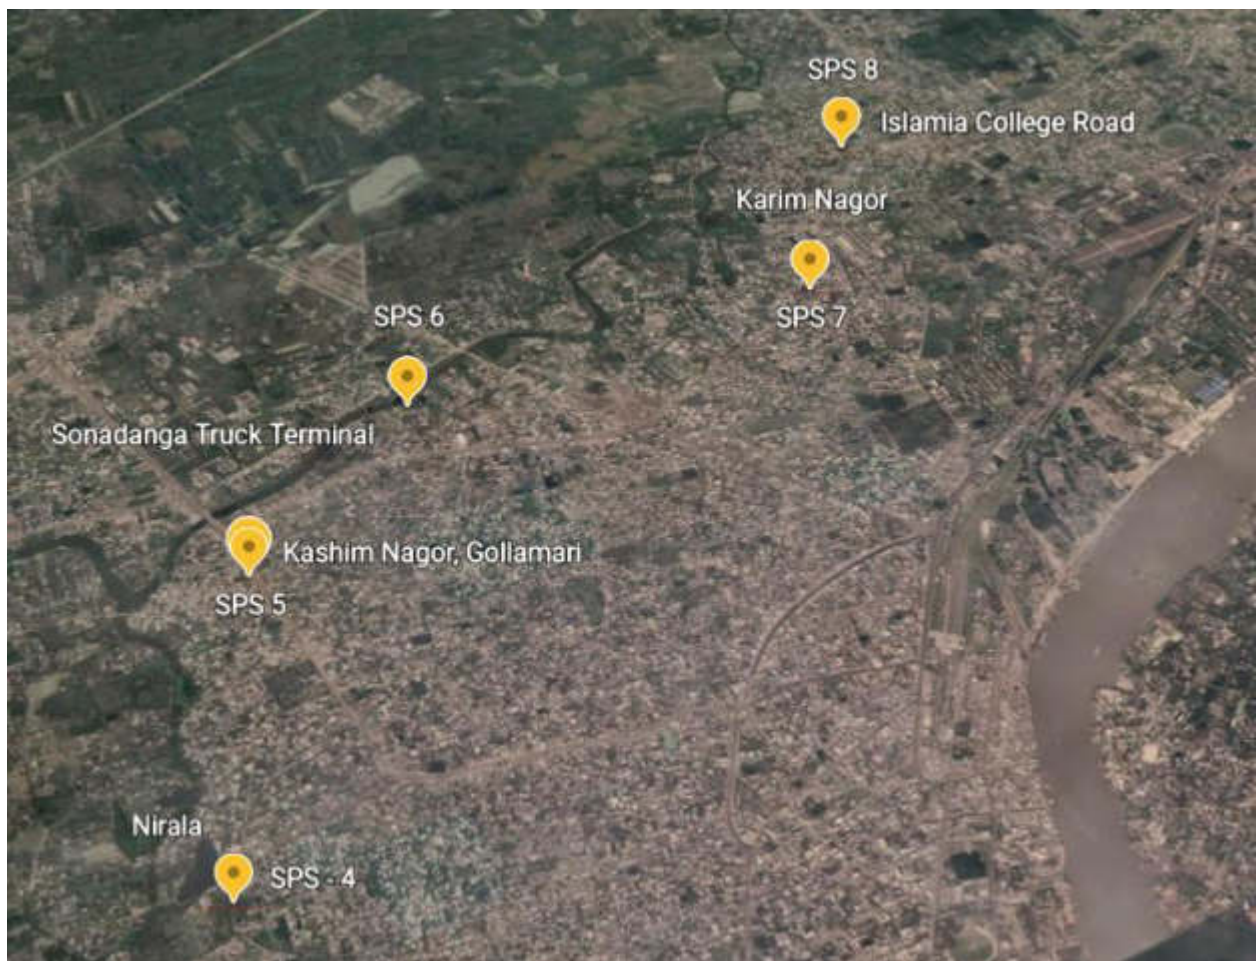 SPS 8
Islamia College Road
Karim Nagor
SPS 7
SPS 6
Sonadanga Truck Terminal
Kashim Nagor, Gollamari
SPS 5
Nirala
SPS - 4